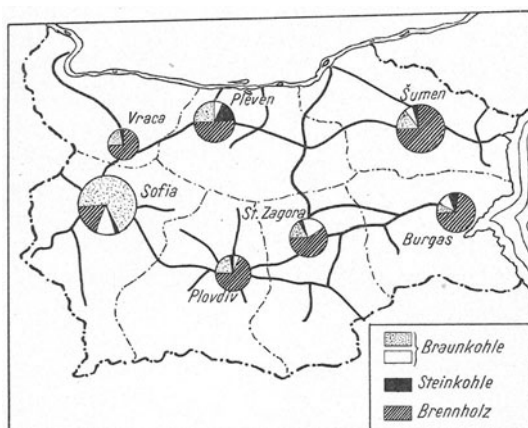 Vraca
Pleven
Šumen
Sofia
St. Zagora
Burgas
Plovdiv
Braunkohle
Steinkohle
Brennholz